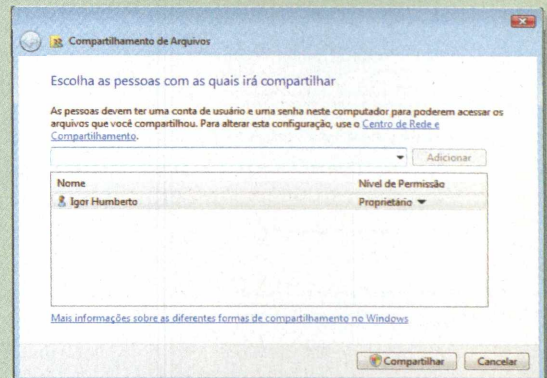 Compartilhamento de Arquivos
Escolha as pessoas com as quais irá compartilhar
As pessoas devem ter uma conta de usuário e uma senha neste computador para poderem acessar os
arquivos que você compartilhou. Para alterar esta configuração, use o Centro de Rede e
Compartilhamento.
Adicionar
Nome Nível de Permissão
Igor Humberto Proprietário
Mais informações sobre as diferentes formas de compartilhamento no Windows
Compartilhar Cancelar